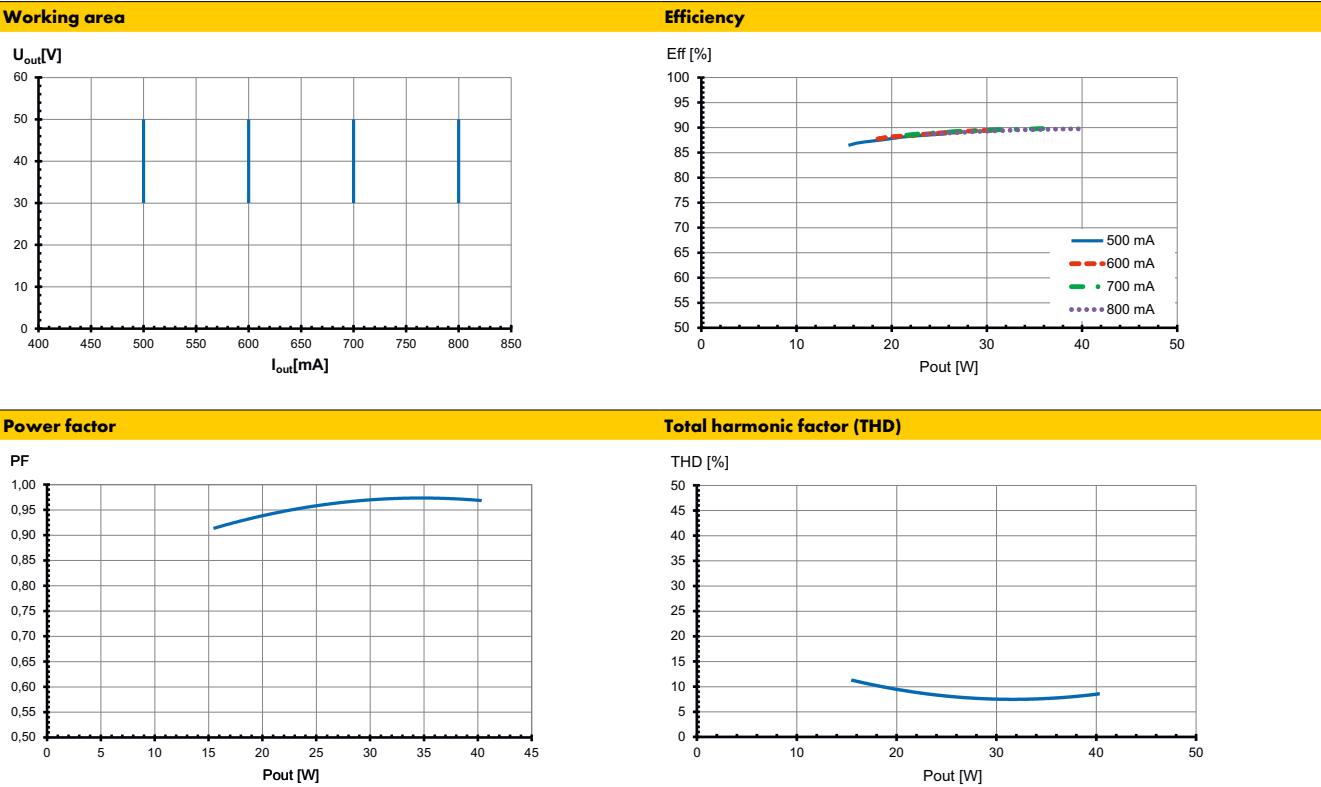 Working area
U_out[V]
60
50
40
30
20
10
0
400 450 500 550 600 650 700 750 800 850
I_out[mA]
Efficiency
Eff [%]
100
95
90
85
80
75
70
65
60
55
50
500 mA
600 mA
700 mA
800 mA
0 10 20 30 40 50
Pout [W]
Power factor
PF
1,00
0,95
0,90
0,85
0,80
0,75
0,70
0,65
0,60
0,55
0,50
0 5 10 15 20 25 30 35 40 45
Pout [W]
Total harmonic factor (THD)
THD [%]
50
45
40
35
30
25
20
15
10
5
0
0 10 20 30 40 50
Pout [W]